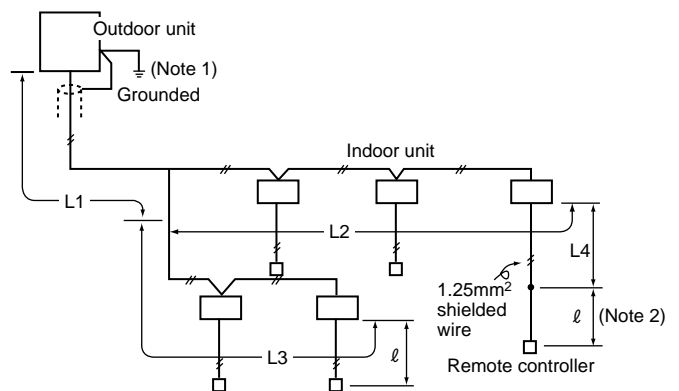 Outdoor unit
(Note 1)
Grounded
Indoor unit
L1
L2
L4
1.25mm²
shielded
wire
ℓ (Note 2)
L3
ℓ
Remote controller